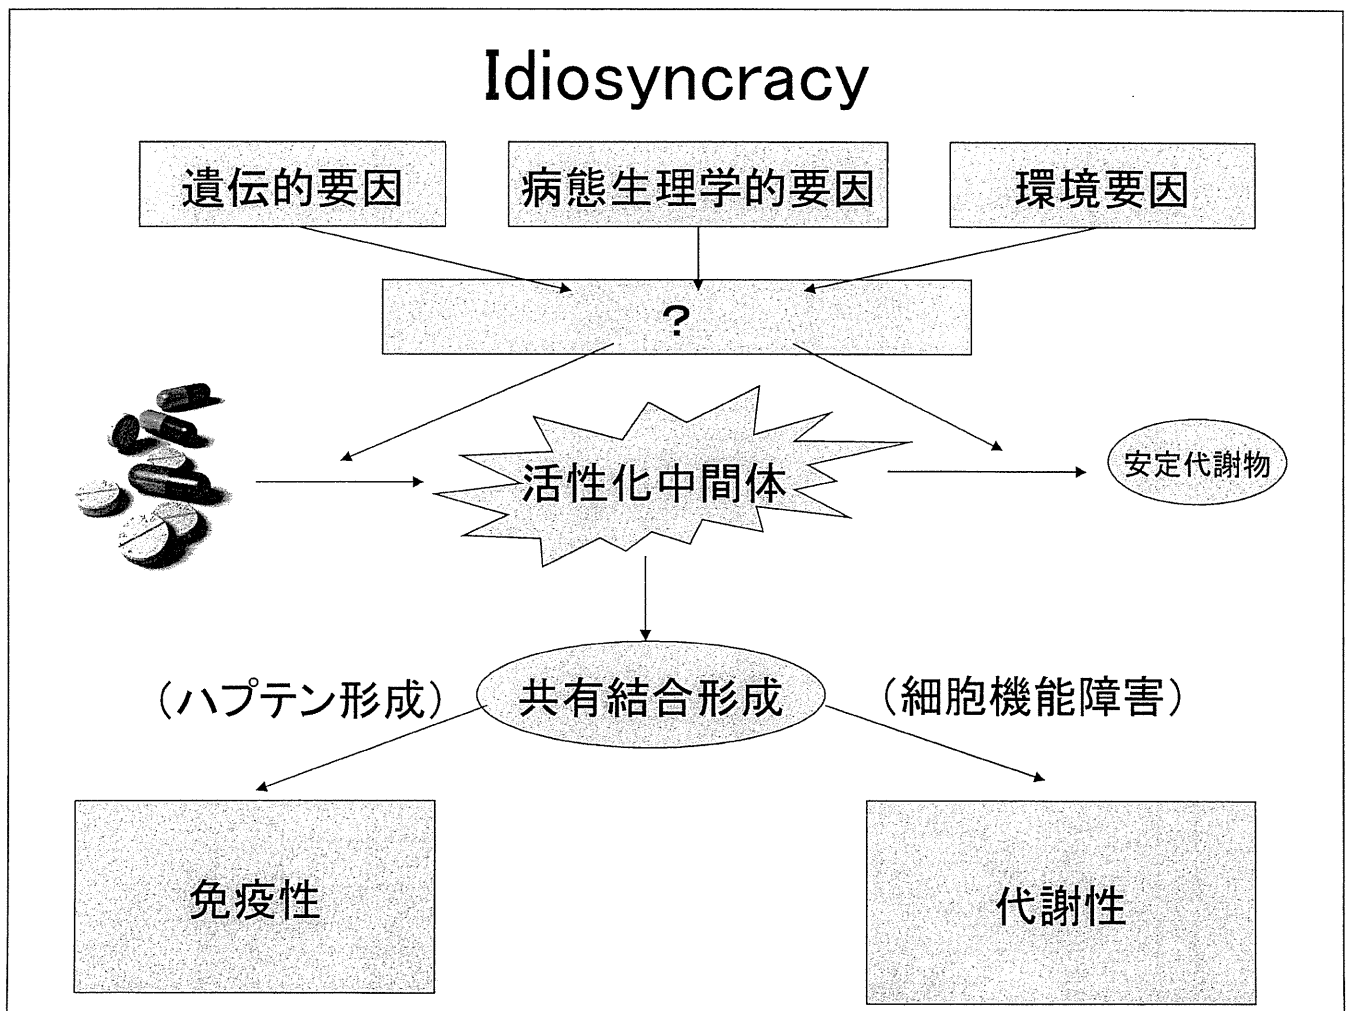 Idiosyncracy
遺伝的要因
病態生理学的要因
環境要因
?
活性化中間体
安定代謝物
(ハプテン形成)
共有結合形成
(細胞機能障害)
免疫性
代謝性